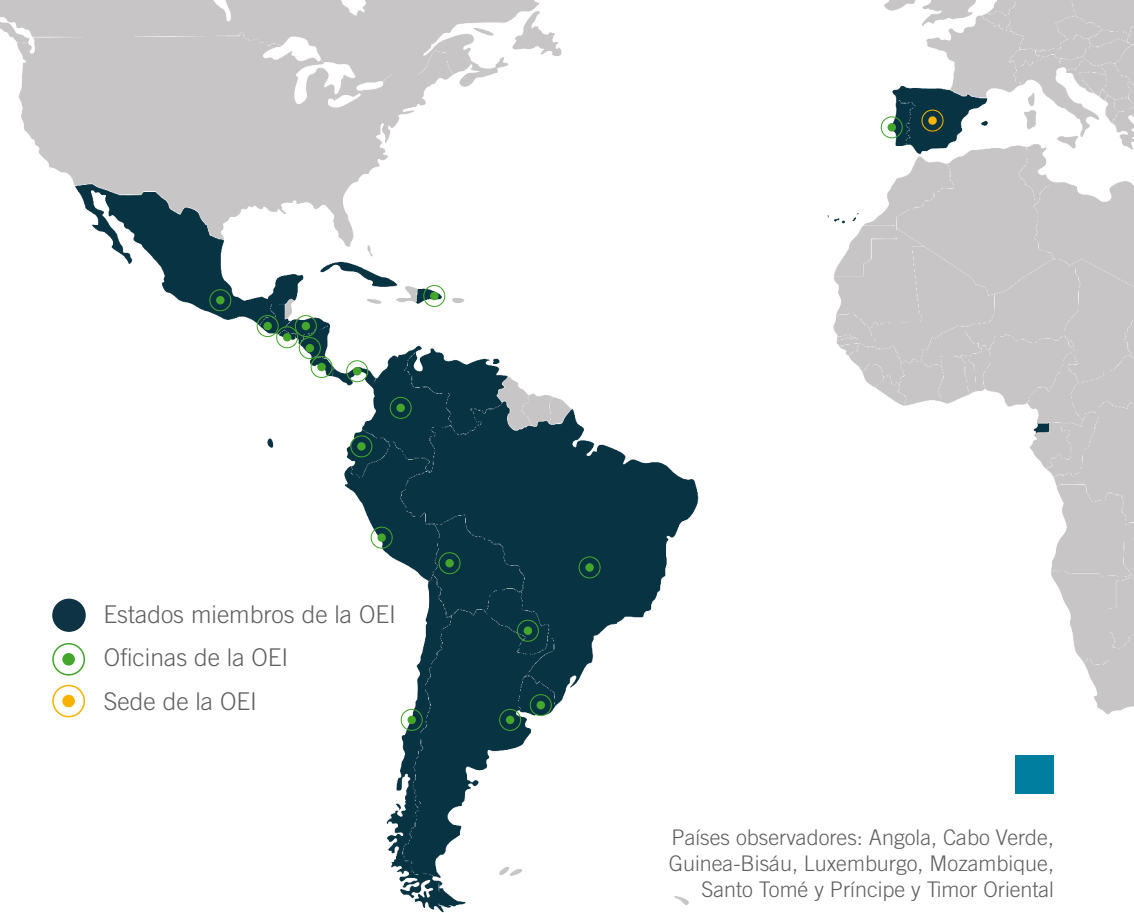 Estados miembros de la OEI
Oficinas de la OEI
Sede de la OEI
Países observadores: Angola, Cabo Verde,
Guinea-Bisáu, Luxemburgo, Mozambique,
Santo Tomé y Príncipe y Timor Oriental